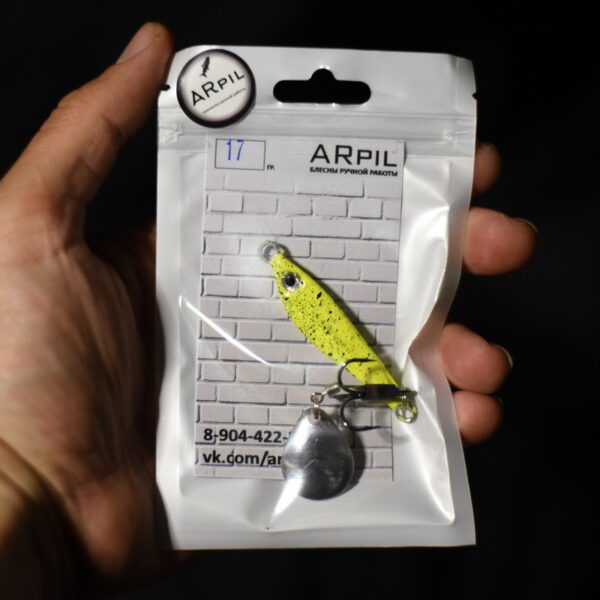 ARPIL
17 ГР.
ARPIL
БЛЕСНЫ РУЧНОЙ РАБОТЫ
8-904-422-
vk.com/ar